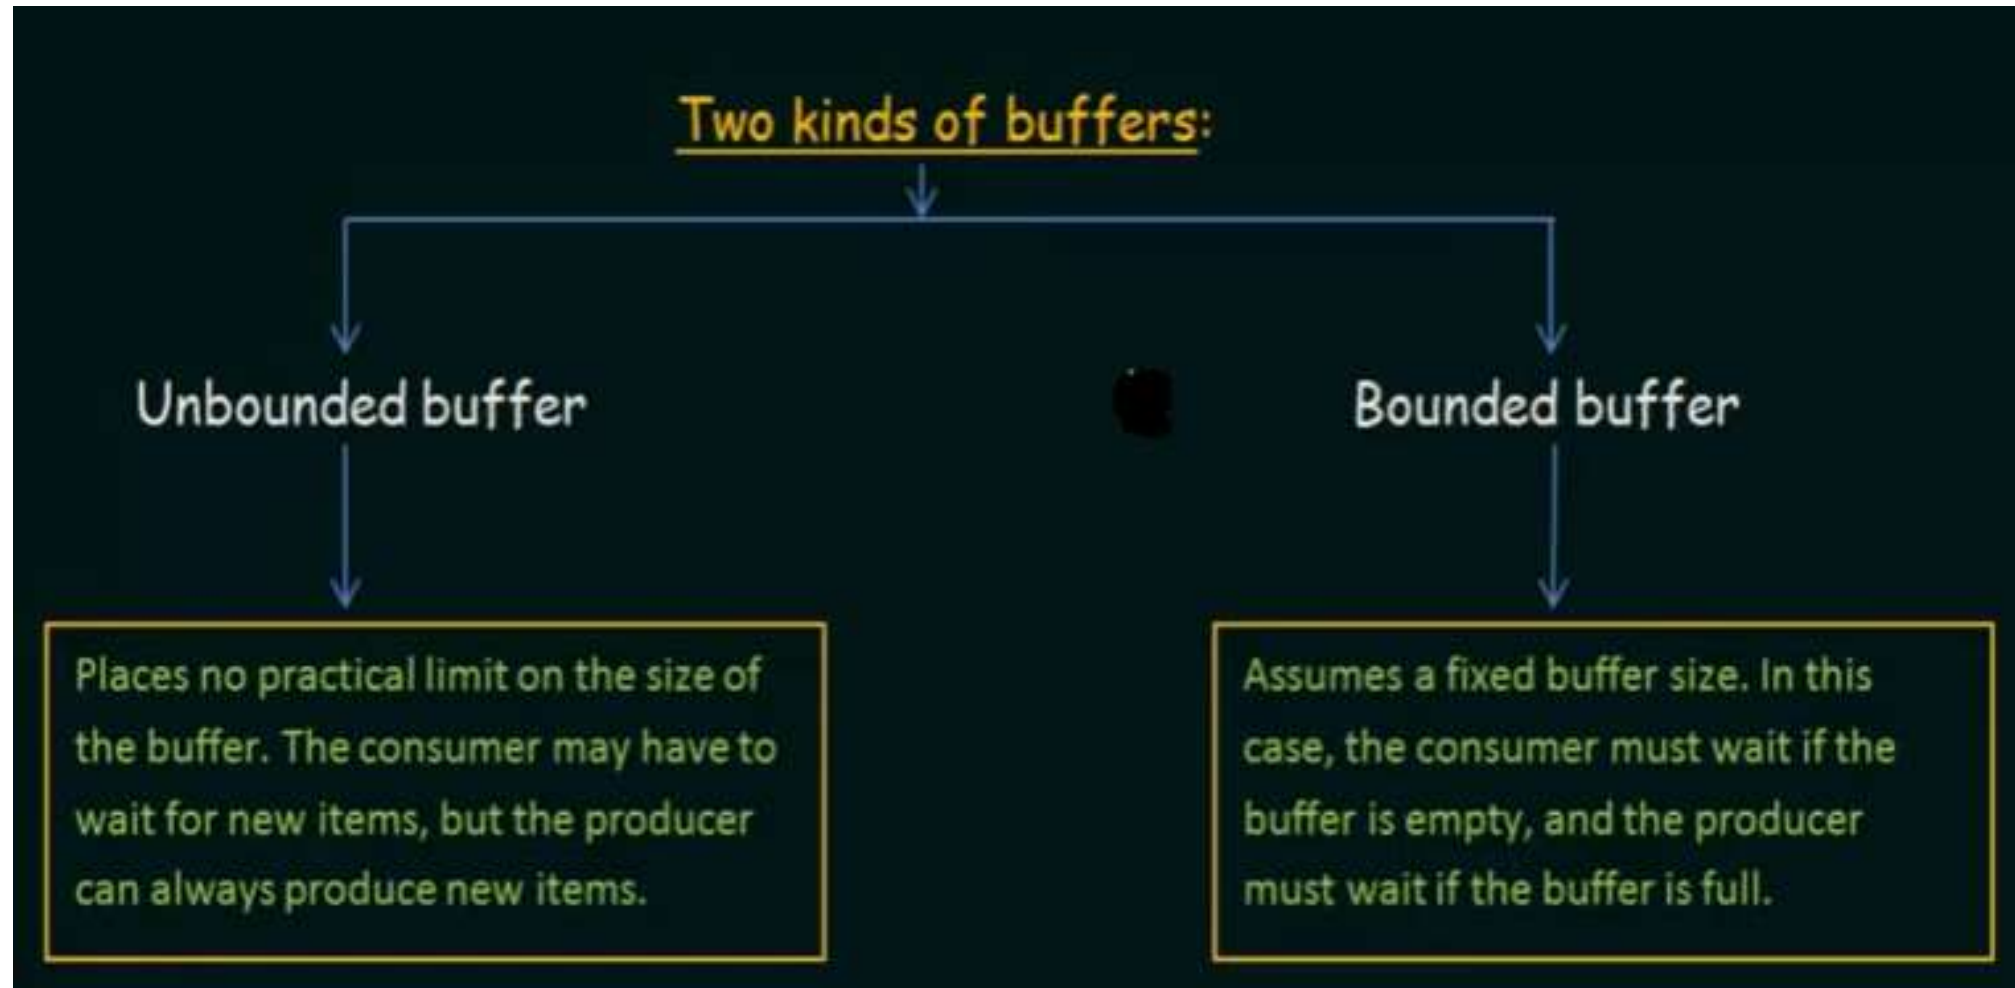 Two kinds of buffers:
Unbounded buffer
Bounded buffer
Places no practical limit on the size of
the buffer. The consumer may have to
wait for new items, but the producer
can always produce new items.
Assumes a fixed buffer size. In this
case, the consumer must wait if the
buffer is empty, and the producer
must wait if the buffer is full.